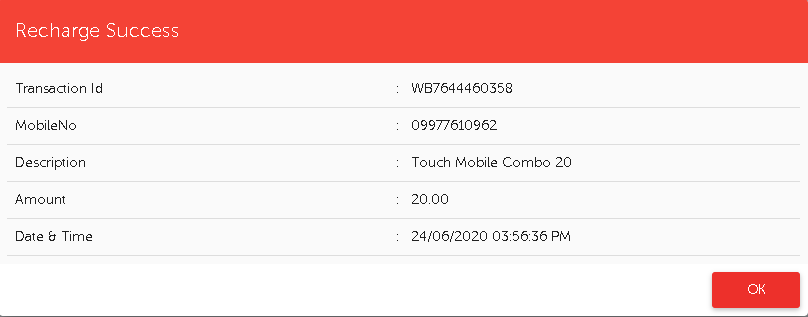 Recharge Success
Transaction Id : WB7644460358
MobileNo : 09977610962
Description : Touch Mobile Combo 20
Amount : 20.00
Date & Time : 24/06/2020 03:56:36 PM
OK